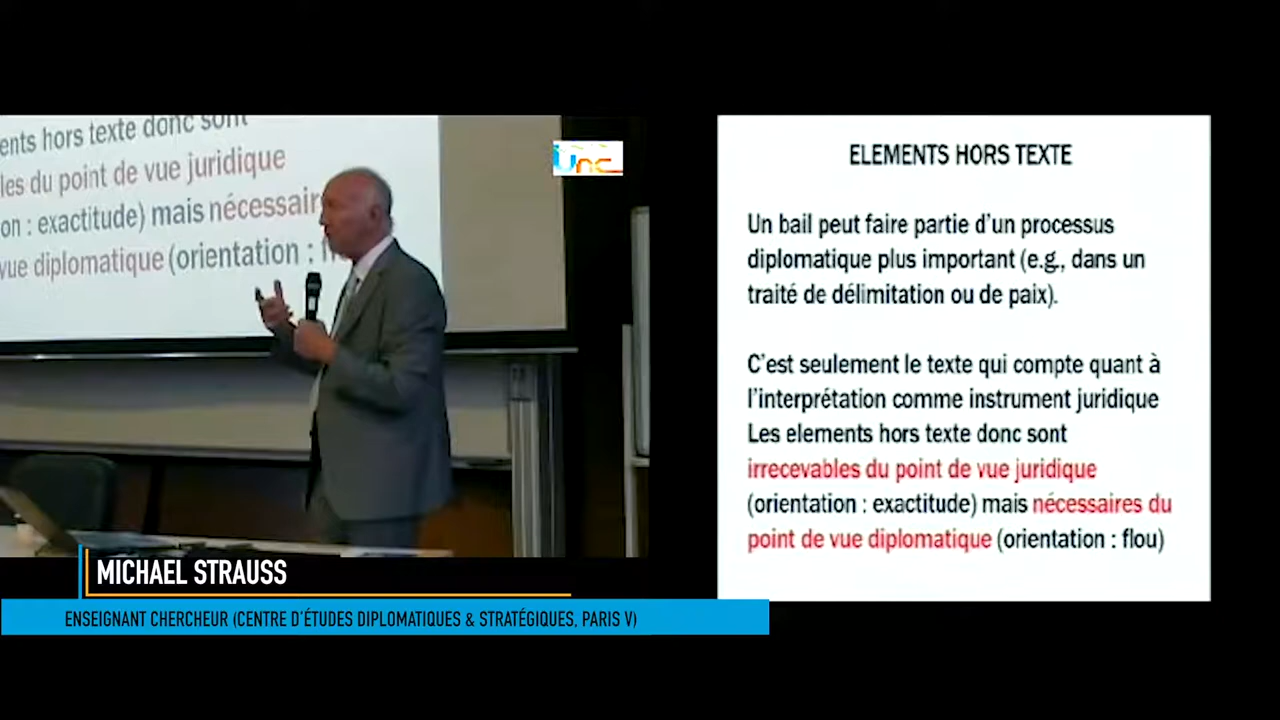 ents hors texte donc sont
les du point de vue juridique
on : exactitude) mais nécessair
vue diplomatique (orientation : f
Unc
ELEMENTS HORS TEXTE
Un bail peut faire partie d'un processus
diplomatique plus important (e.g., dans un
traité de délimitation ou de paix).
C'est seulement le texte qui compte quant à
l'interprétation comme instrument juridique
Les elements hors texte donc sont
irrecevables du point de vue juridique
(orientation : exactitude) mais nécessaires du
point de vue diplomatique (orientation : flou)
MICHAEL STRAUSS
ENSEIGNANT CHERCHEUR (CENTRE D'ÉTUDES DIPLOMATIQUES & STRATÉGIQUES, PARIS V)